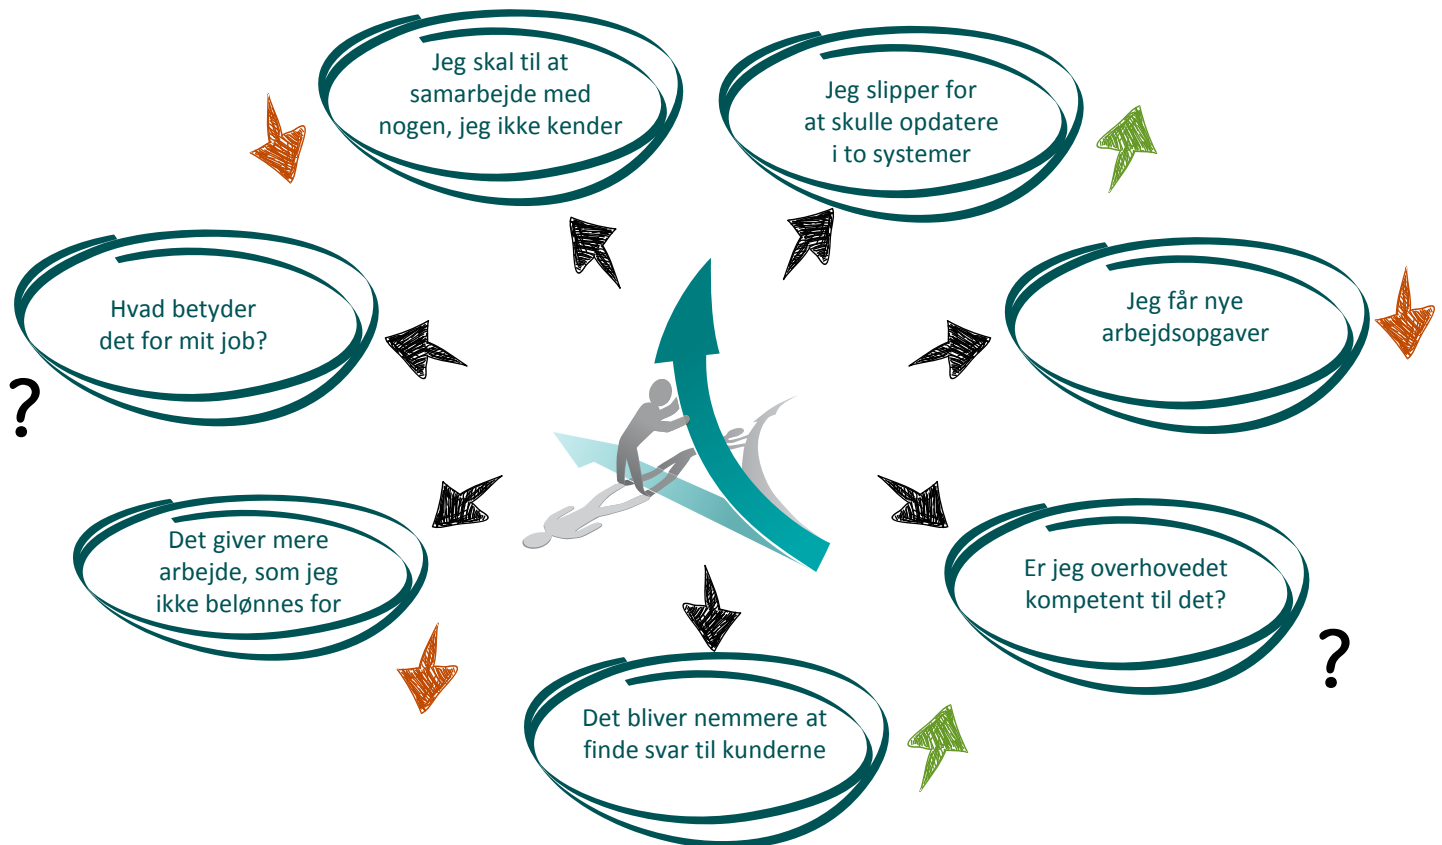 Jeg skal til at
samarbejde med
nogen, jeg ikke kender
Jeg slipper for
at skulle opdatere
i to systemer
Hvad betyder
det for mit job?
?
Jeg får nye
arbejdsopgaver
Det giver mere
arbejde, som jeg
ikke belønnes for
Er jeg overhovedet
kompetent til det?
?
Det bliver nemmere at
finde svar til kunderne